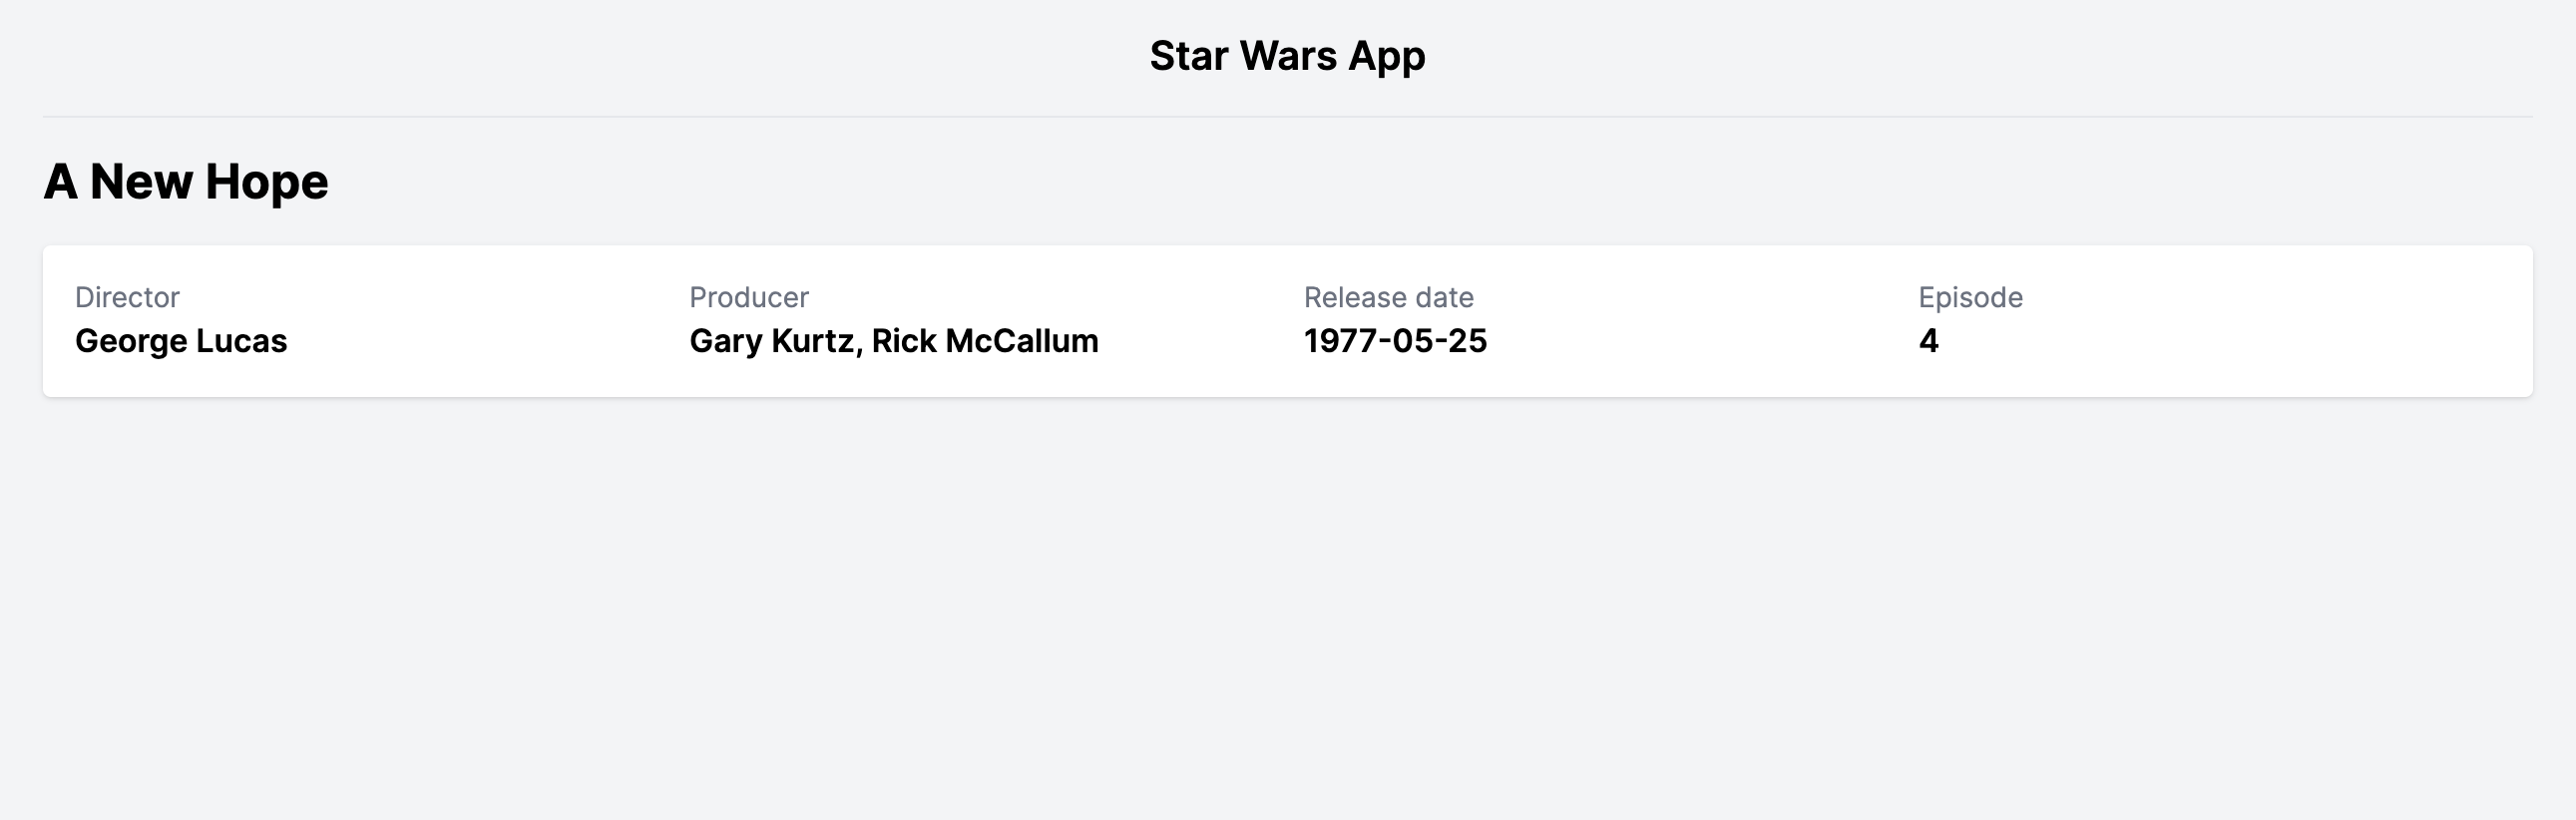 Star Wars App
A New Hope
Director
George Lucas
Producer
Gary Kurtz, Rick McCallum
Release date
1977-05-25
Episode
4